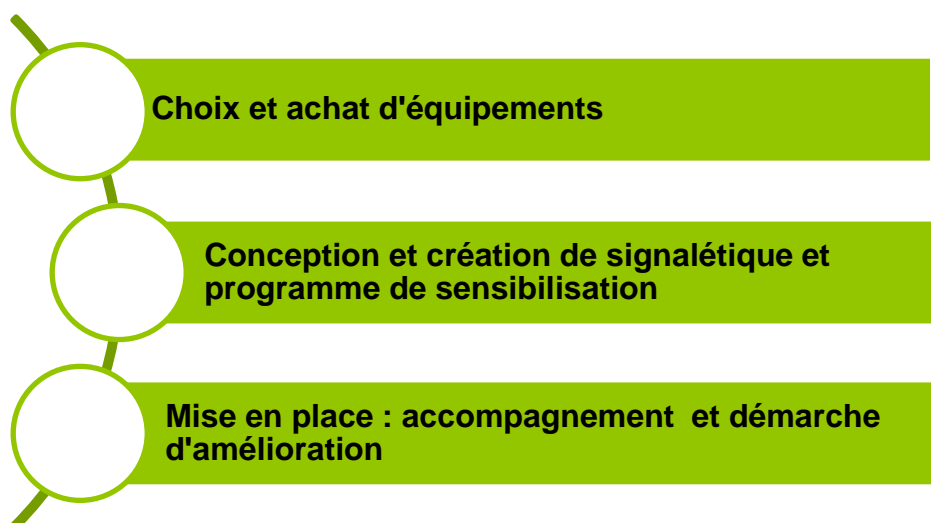 Choix et achat d'équipements
Conception et création de signalétique et
programme de sensibilisation
Mise en place : accompagnement  et démarche
d'amélioration